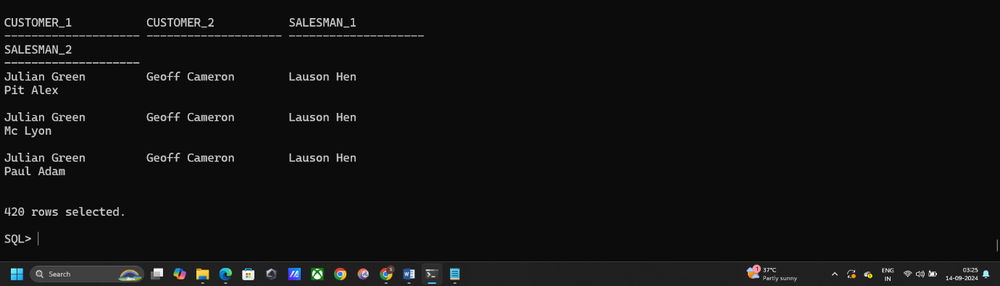 CUSTOMER_1 CUSTOMER_2 SALESMAN_1
-------------------- -------------------- --------------------
SALESMAN_2
--------------------
Julian Green Geoff Cameron Lauson Hen
Pit Alex
Julian Green Geoff Cameron Lauson Hen
Mc Lyon
Julian Green Geoff Cameron Lauson Hen
Paul Adam
420 rows selected.
SQL>
Search
1
37°C
Partly sunny
ENG
IN
03:25
14-09-2024